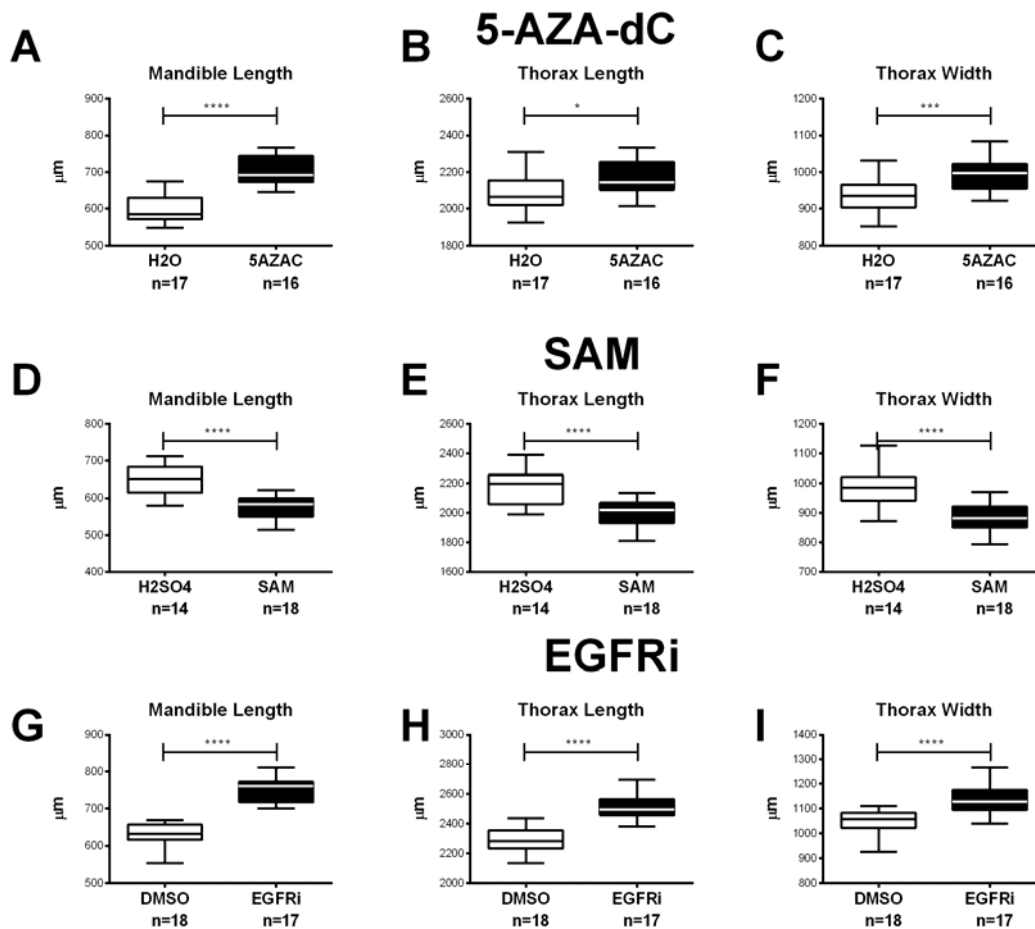 5-AZA-dC
A
Mandible Length
900
800
700
600
500
µm
****
H2O
5AZAC
n=17
n=16
B
Thorax Length
2600
2400
2200
2000
1800
µm
*
H2O
5AZAC
n=17
n=16
C
Thorax Width
1200
1100
1000
900
800
µm
***
H2O
5AZAC
n=17
n=16
SAM
D
Mandible Length
800
700
600
500
400
µm
****
H2SO4
SAM
n=14
n=18
E
Thorax Length
2600
2400
2200
2000
1800
1600
µm
****
H2SO4
SAM
n=14
n=18
F
Thorax Width
1200
1100
1000
900
800
700
µm
****
H2SO4
SAM
n=14
n=18
EGFRi
G
Mandible Length
900
800
700
600
500
µm
****
DMSO
EGFRi
n=18
n=17
H
Thorax Length
3000
2800
2600
2400
2200
2000
µm
****
DMSO
EGFRi
n=18
n=17
I
Thorax Width
1400
1300
1200
1100
1000
900
800
µm
****
DMSO
EGFRi
n=18
n=17